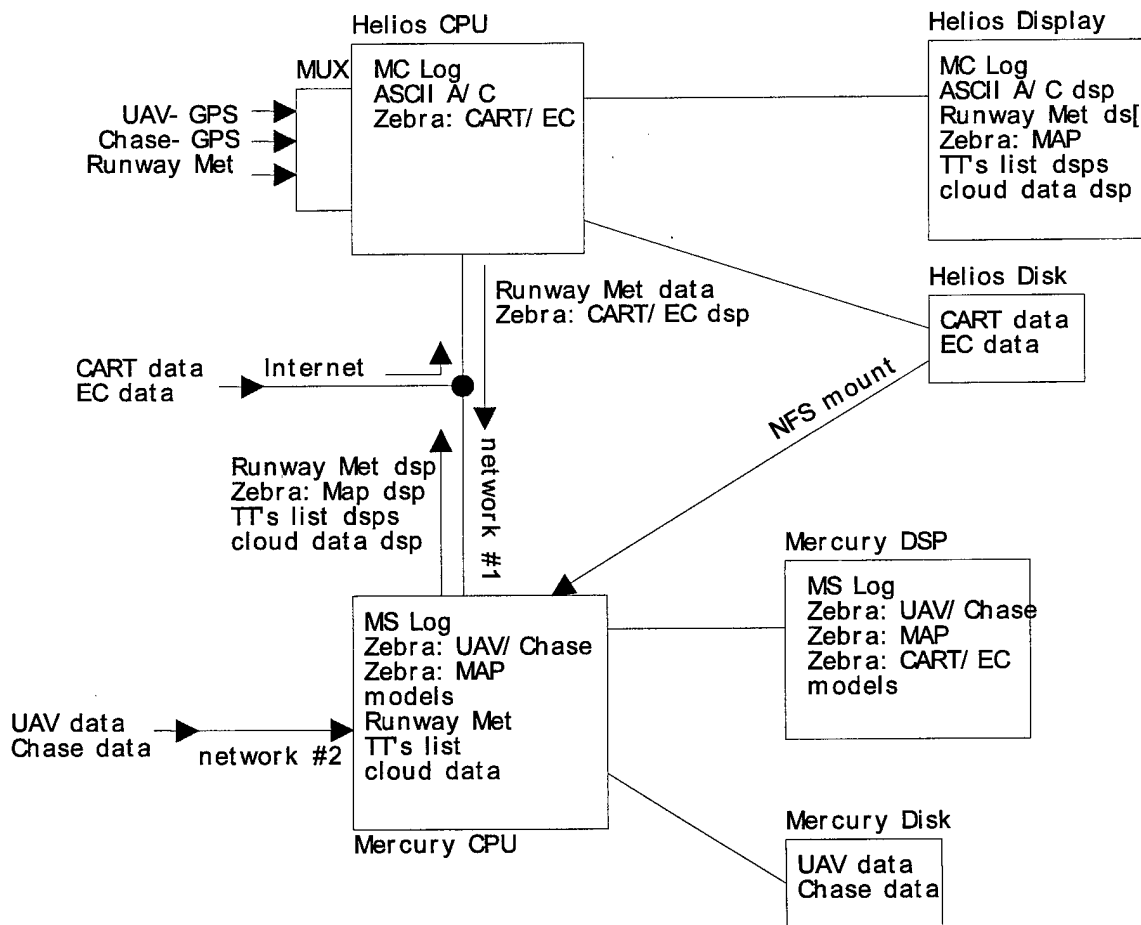 Helios CPU
MUX
MC Log
ASCII A/ C
Zebra: CART/ EC
UAV- GPS
Chase- GPS
Runway Met
Helios Display
MC Log
ASCII A/ C dsp
Runway Met ds[
Zebra: MAP
TT's list dsps
cloud data dsp
Runway Met data
Zebra: CART/ EC dsp
Helios Disk
CART data
EC data
CART data
EC data
Internet
NFS mount
network #1
Runway Met dsp
Zebra: Map dsp
TT's list dsps
cloud data dsp
Mercury DSP
MS Log
Zebra: UAV/ Chase
Zebra: MAP
Zebra: CART/ EC
models
MS Log
Zebra: UAV/ Chase
Zebra: MAP
models
Runway Met
TT's list
cloud data
UAV data
Chase data
network #2
Mercury CPU
Mercury Disk
UAV data
Chase data